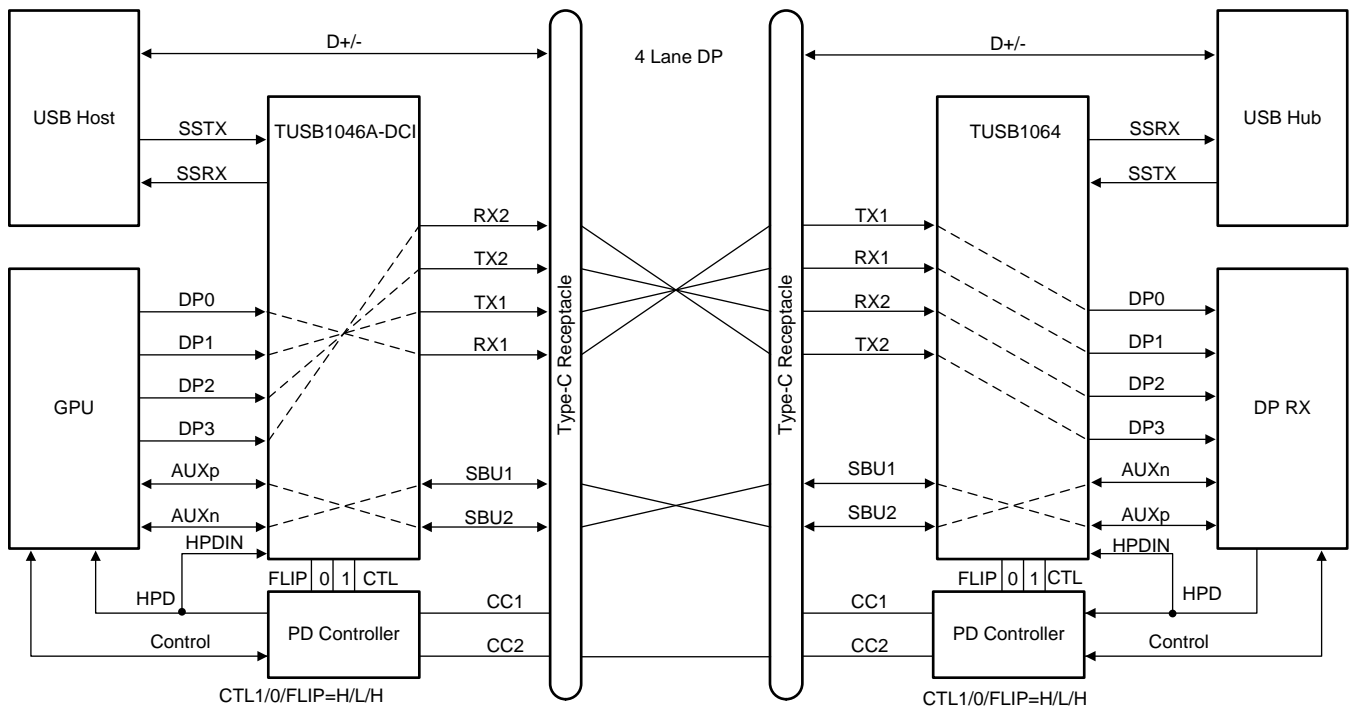 D+/-
4 Lane DP
D+/-
USB Host
TUSB1046A-DCI
TUSB1064
USB Hub
SSTX
SSRX
SSRX
SSTX
RX2
TX2
TX1
RX1
TX1
RX1
RX2
TX2
Type-C Receptacle
Type-C Receptacle
GPU
DP0
DP1
DP2
DP3
AUXp
AUXn
HPDIN
DP0
DP1
DP2
DP3
AUXn
AUXp
HPDIN
DP RX
SBU1
SBU2
SBU1
SBU2
FLIP 0 1 CTL
FLIP 0 1 CTL
HPD
Control
PD Controller
CC1
CC2
CC1
CC2
PD Controller
HPD
Control
CTL1/0/FLIP=H/L/H
CTL1/0/FLIP=H/L/H